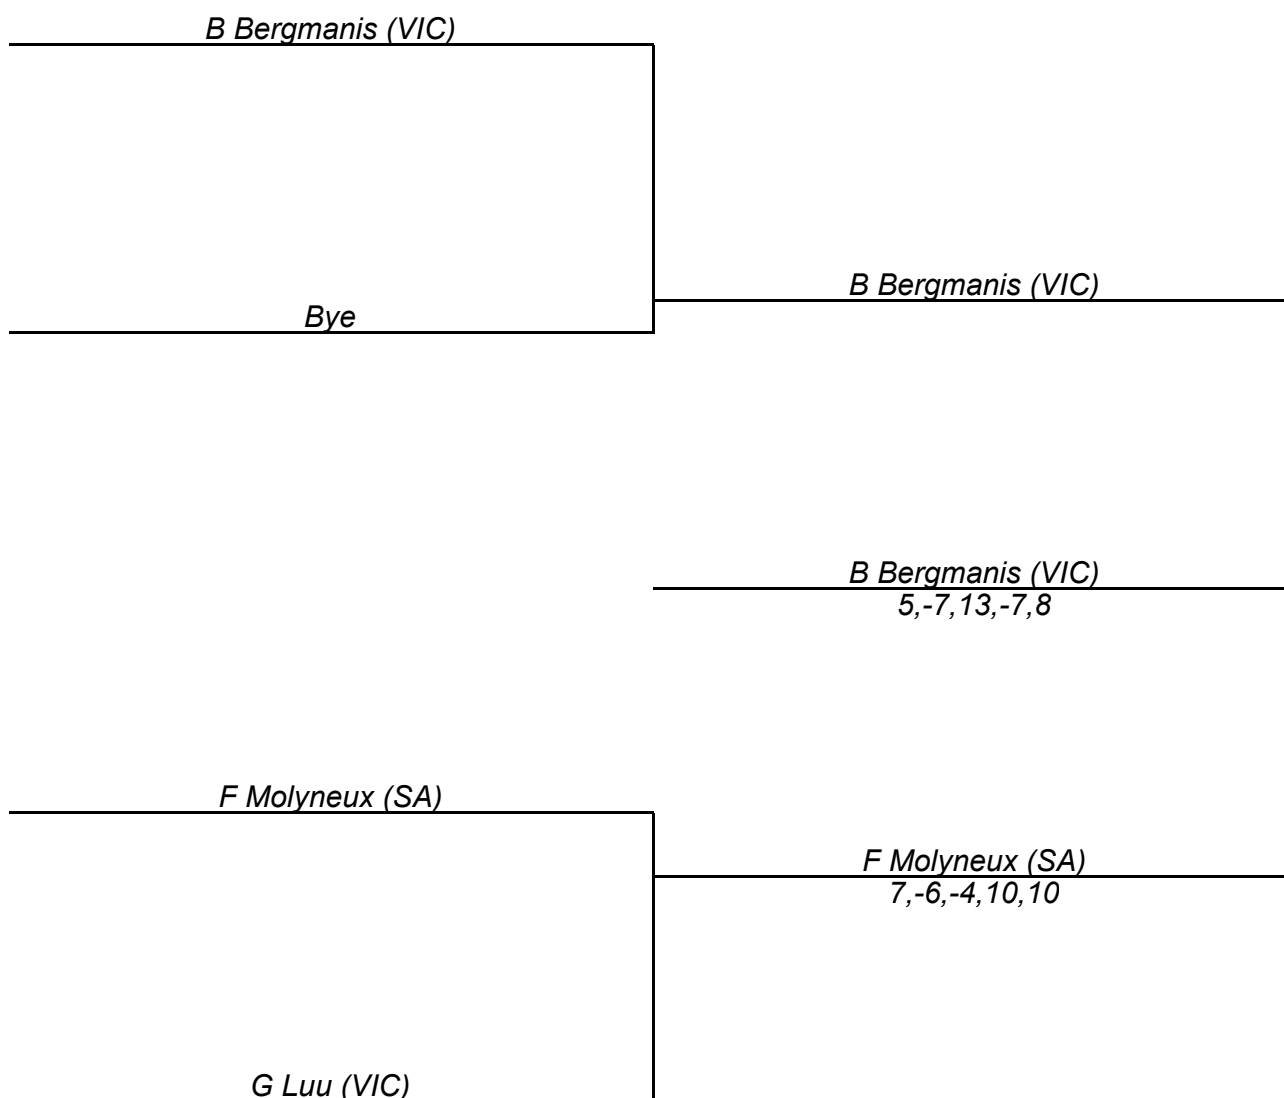 B Bergmanis (VIC)
B Bergmanis (VIC)
Bye
B Bergmanis (VIC)
5,-7,13,-7,8
F Molyneux (SA)
F Molyneux (SA)
7,-6,-4,10,10
G Luu (VIC)